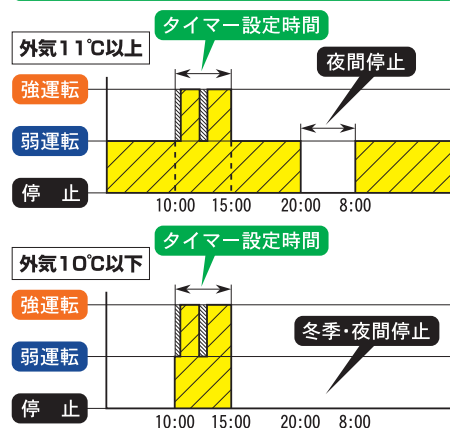 タイマー設定時間
外気11℃以上
夜間停止
強運転
弱運転
停 止
10:00 15:00 20:00 8:00
タイマー設定時間
外気10℃以下
強運転
冬季・夜間停止
弱運転
停 止
10:00 15:00 20:00 8:00